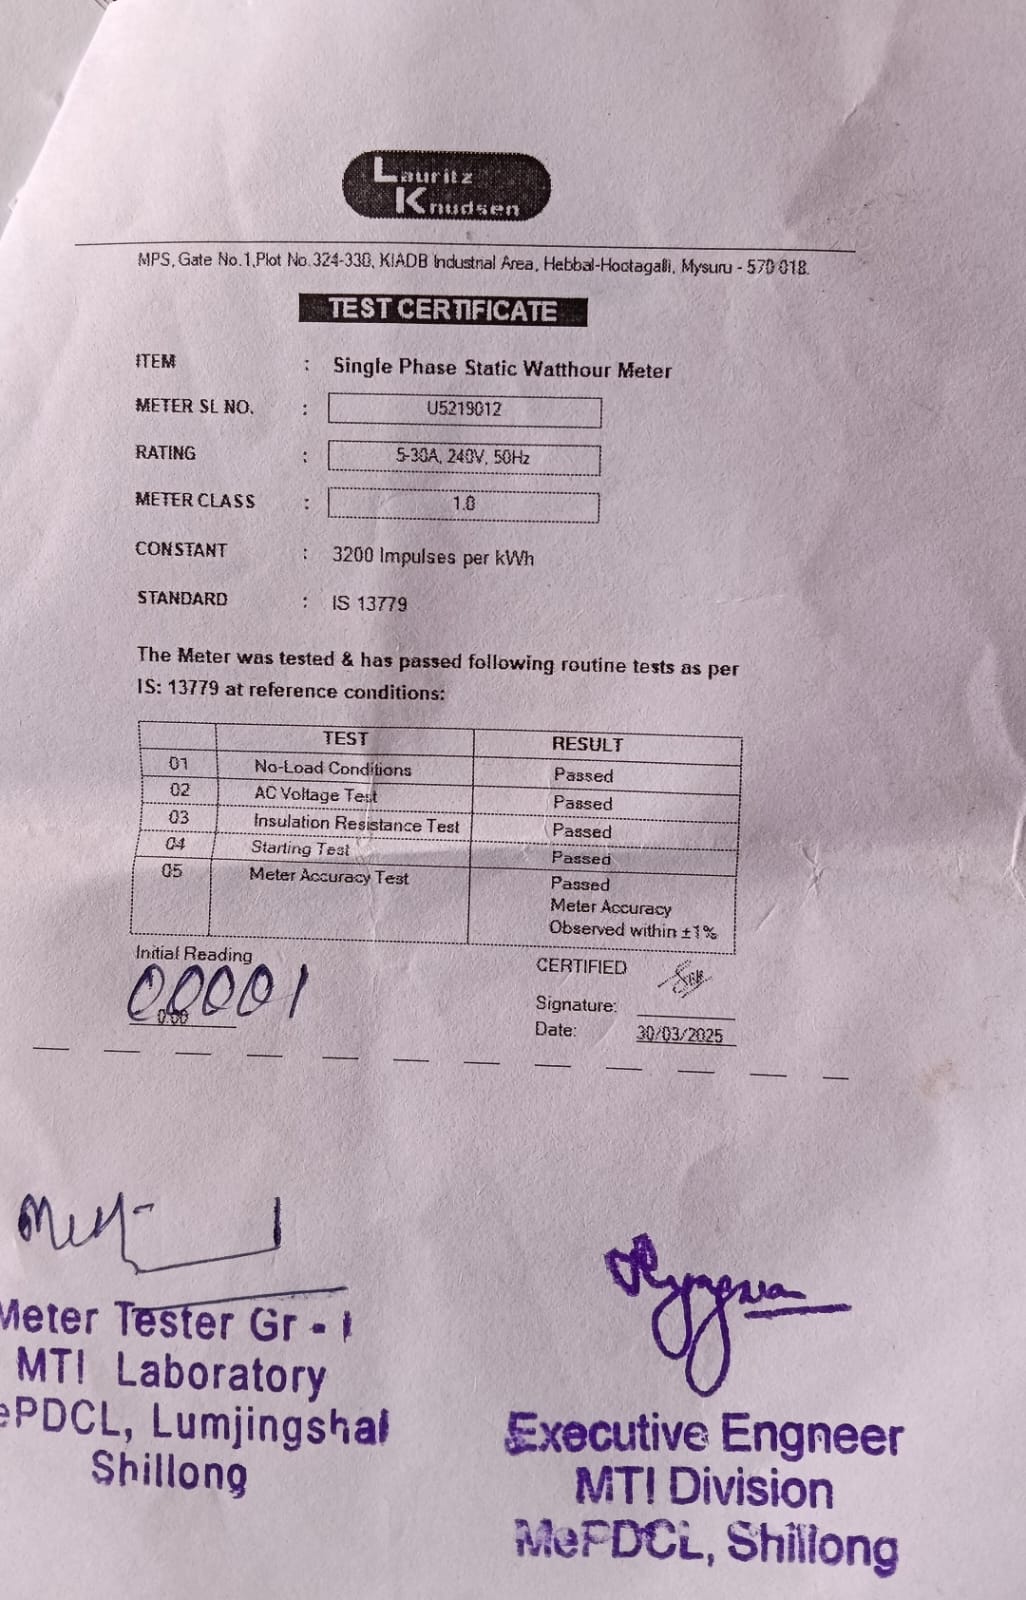 Lauritz
Knudsen
MPS, Gate No.1,Plot No.324-330, KIADB Industrial Area, Hebbal-Hootagalli, Mysuru - 570 018.
TEST CERTIFICATE
ITEM : Single Phase Static Watthour Meter
METER SL NO. : U5219012
RATING : 5-30A, 240V, 50Hz
METER CLASS : 1.0
CONSTANT : 3200 Impulses per kWh
STANDARD : IS 13779
The Meter was tested & has passed following routine tests as per
IS: 13779 at reference conditions:
TEST RESULT
01 No-Load Conditions Passed
02 AC Voltage Test Passed
03 Insulation Resistance Test Passed
04 Starting Test Passed
05 Meter Accuracy Test Passed
Meter Accuracy
Observed within ±1%
Initial Reading
00001
0.00
CERTIFIED
Signature:
Date: 30/03/2025
Meter Tester Gr - I
MTI Laboratory
ePDCL, Lumjingshai
Shillong
Executive Engneer
MTI Division
MePDCL, Shillong